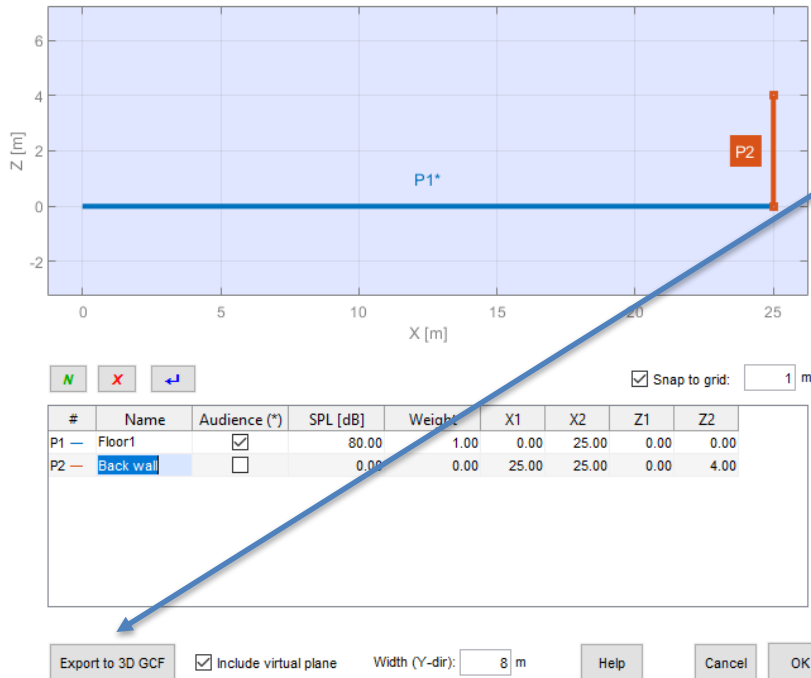 6
4
2
0
-2
Z [m]
P1*
P2
0 5 10 15 20 25
X [m]
N X Snap to grid: 1 m
# Name Audience (*) SPL [dB] Weight X1 X2 Z1 Z2
P1 Floor1 80.00 1.00 0.00 25.00 0.00 0.00
P2 Back wall 0.00 0.00 25.00 25.00 0.00 4.00
Export to 3D GCF Include virtual plane Width (Y-dir): 8 m Help Cancel OK